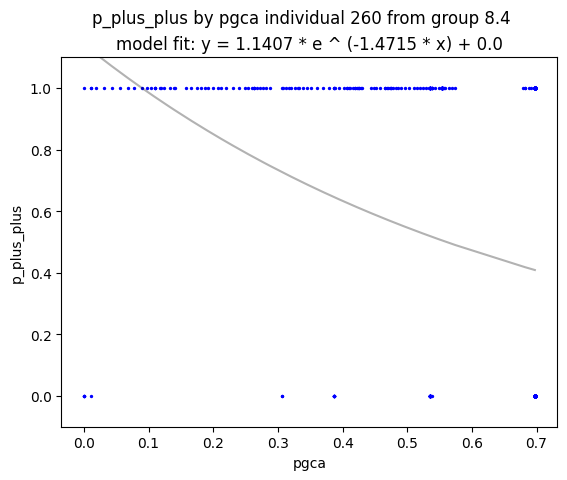 p_plus_plus by pgca individual 260 from group 8.4
model fit: y = 1.1407 * e ^ (-1.4715 * x) + 0.0
1.0
0.8
0.6
0.4
0.2
0.0
p_plus_plus
0.0 0.1 0.2 0.3 0.4 0.5 0.6 0.7
pgca